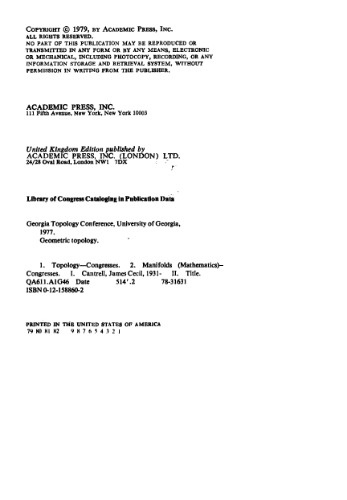 COPYRIGHT © 1979, BY ACADEMIC PRESS, INC.
ALL RIGHTS RESERVED.
NO PART OF THIS PUBLICATION MAY BE REPRODUCED OR
TRANSMITTED IN ANY FORM OR BY ANY MEANS, ELECTRONIC
OR MECHANICAL, INCLUDING PHOTOCOPY, RECORDING, OR ANY
INFORMATION STORAGE AND RETRIEVAL SYSTEM, WITHOUT
PERMISSION IN WRITING FROM THE PUBLISHER.
ACADEMIC PRESS, INC.
111 Fifth Avenue, New York, New York 10003
United Kingdom Edition published by
ACADEMIC PRESS, INC. (LONDON) LTD.
24/28 Oval Road, London NW1 7DX
Library of Congress Cataloging in Publication Data
Georgia Topology Conference, University of Georgia,
1977.
Geometric topology.
1. Topology—Congresses. 2. Manifolds (Mathematics)–
Congresses. I. Cantrell, James Cecil, 1931- II. Title.
QA611.A1G46 Date 514'.2 78-31631
ISBN 0-12-158860-2
PRINTED IN THE UNITED STATES OF AMERICA
79 80 81 82 9 8 7 6 5 4 3 2 1